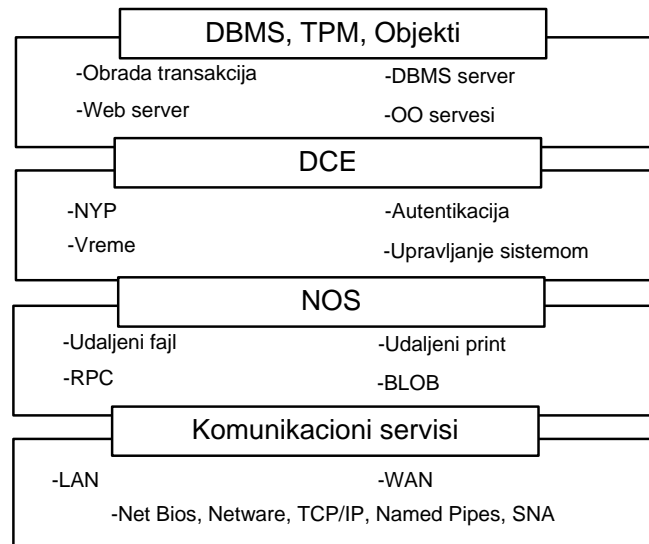 DBMS, TPM, Objekti
-Obrada transakcija
-DBMS server
-Web server
-OO servesi
DCE
-NYP
-Autentikacija
-Vreme
-Upravljanje sistemom
NOS
-Udaljeni fajl
-Udaljeni print
-RPC
-BLOB
Komunikacioni servisi
-LAN
-WAN
-Net Bios, Netware, TCP/IP, Named Pipes, SNA